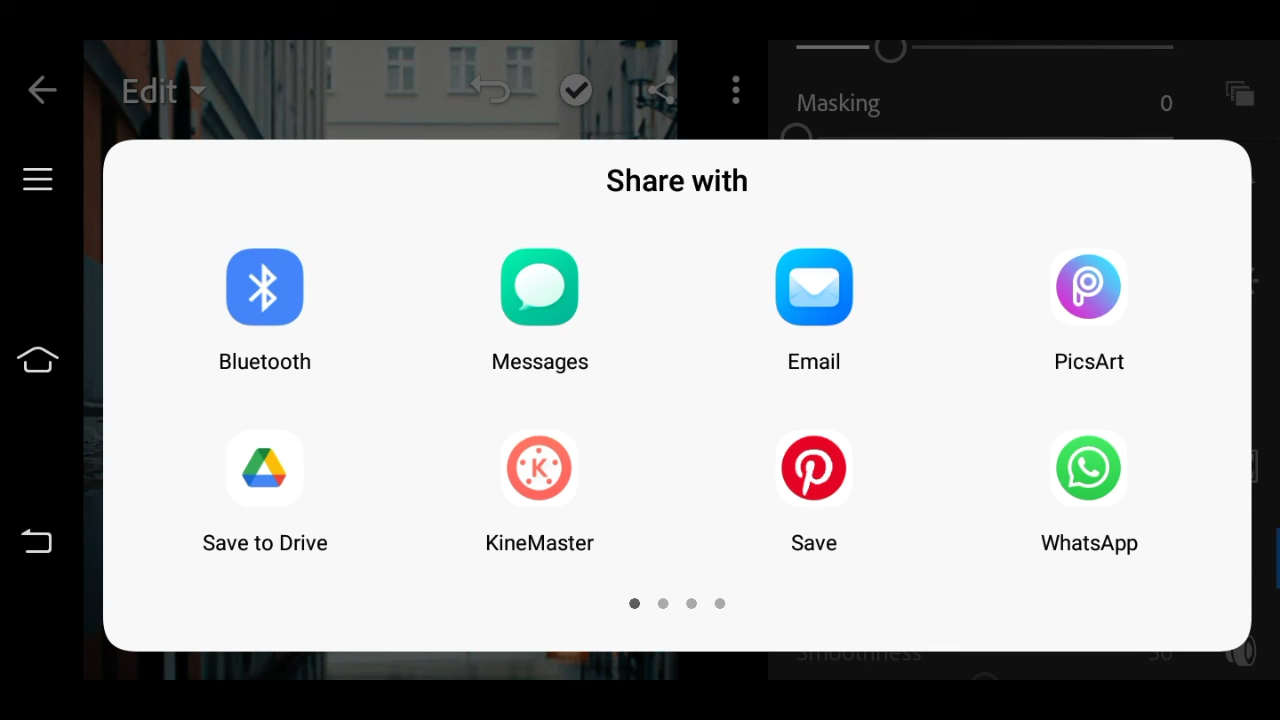 Edit
Masking 0
Share with
Bluetooth Messages Email PicsArt
Save to Drive KineMaster Save WhatsApp
Smoothness 50